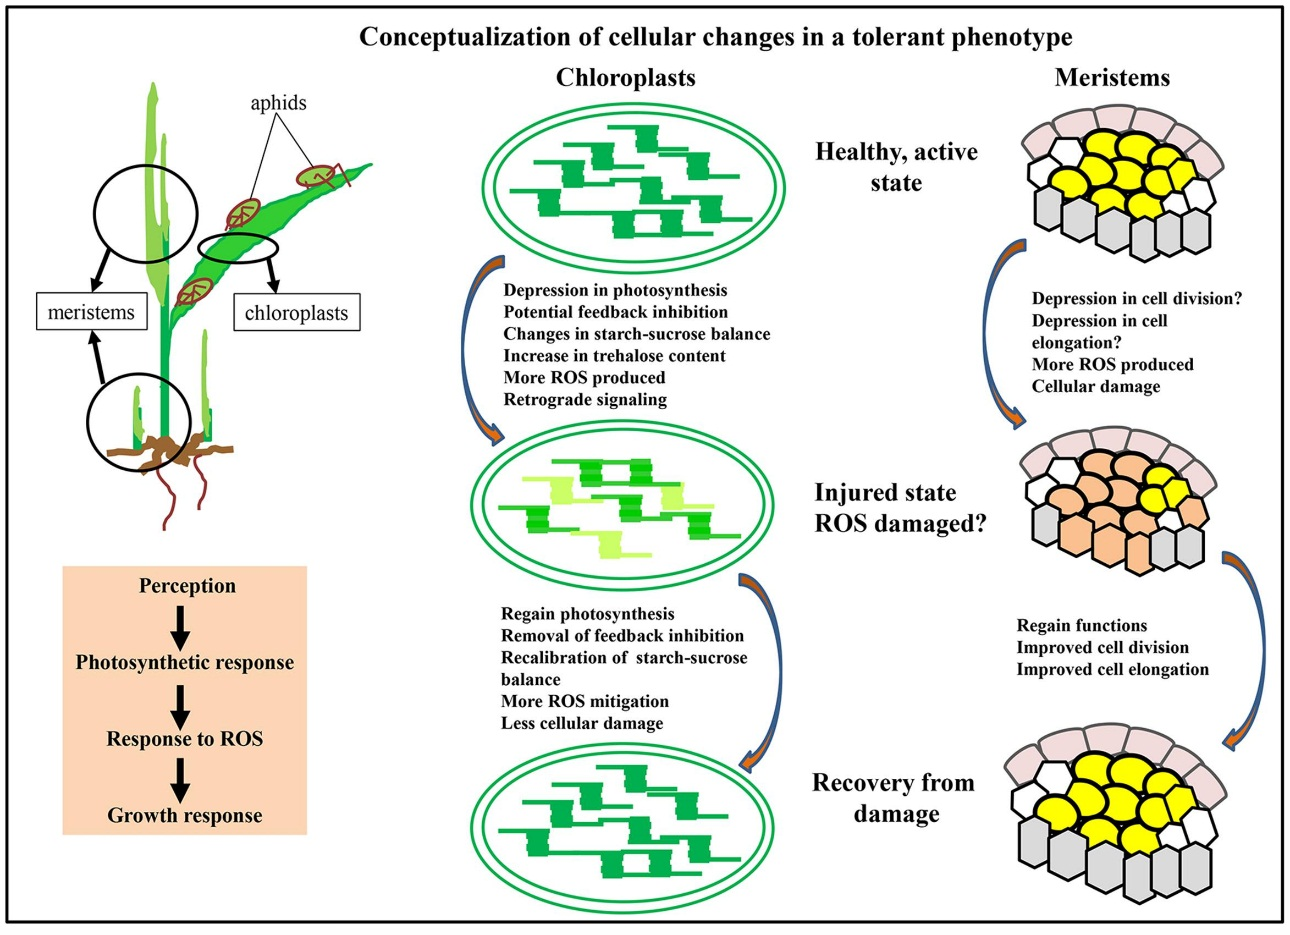 Conceptualization of cellular changes in a tolerant phenotype
Chloroplasts
Meristems
aphids
meristems
chloroplasts
Healthy, active
state
Depression in photosynthesis
Potential feedback inhibition
Changes in starch-sucrose balance
Increase in trehalose content
More ROS produced
Retrograde signaling
Depression in cell division?
Depression in cell
elongation?
More ROS produced
Cellular damage
Injured state
ROS damaged?
Perception
Photosynthetic response
Response to ROS
Growth response
Regain photosynthesis
Removal of feedback inhibition
Recalibration of starch-sucrose
balance
More ROS mitigation
Less cellular damage
Regain functions
Improved cell division
Improved cell elongation
Recovery from
damage